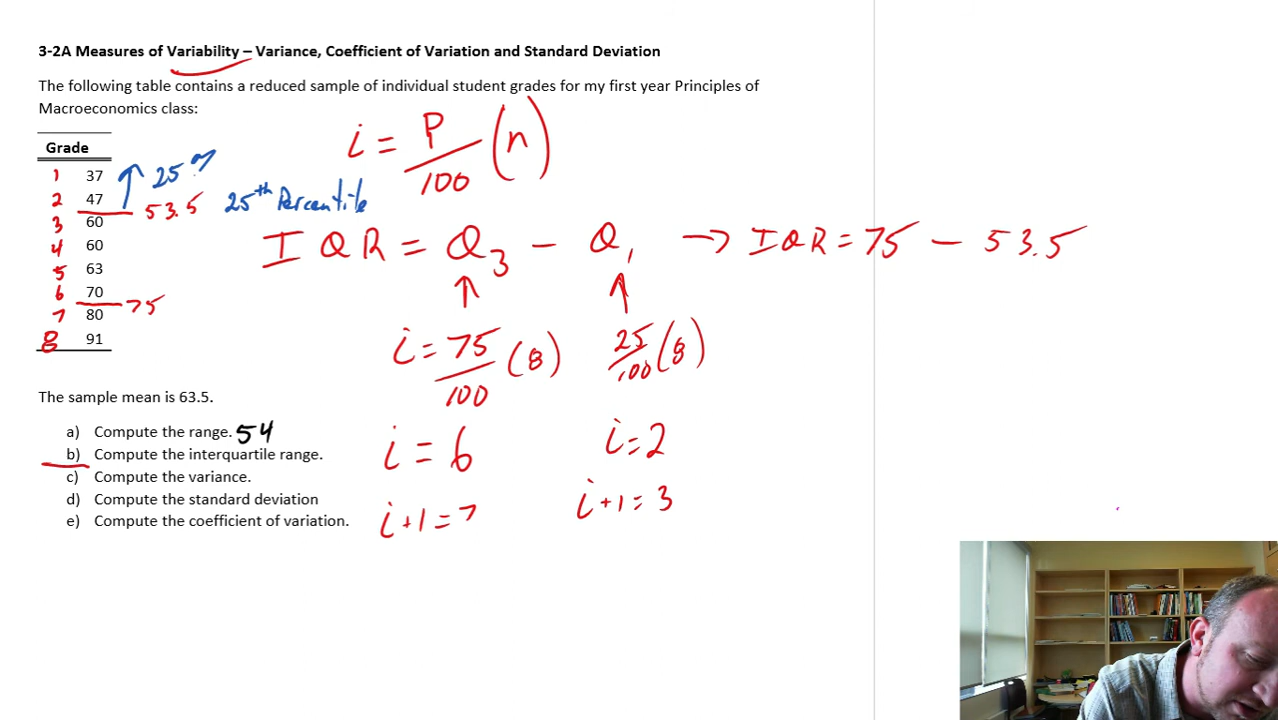 3-2A Measures of Variability – Variance, Coefficient of Variation and Standard Deviation
The following table contains a reduced sample of individual student grades for my first year Principles of
Macroeconomics class:
i = P/100 (n)
Grade
1 37
25%
2 47
53.5 25th Percentile
3 60
IQR = Q3 - Q1 → IQR = 75 - 53.5
4 60
5 63
6 70
75
7 80
8 91
i = 75/100 (8) 25/100 (8)
The sample mean is 63.5.
a) Compute the range. 54
i = 6 i = 2
b) Compute the interquartile range.
c) Compute the variance.
d) Compute the standard deviation
i+1 = 7 i+1 = 3
e) Compute the coefficient of variation.